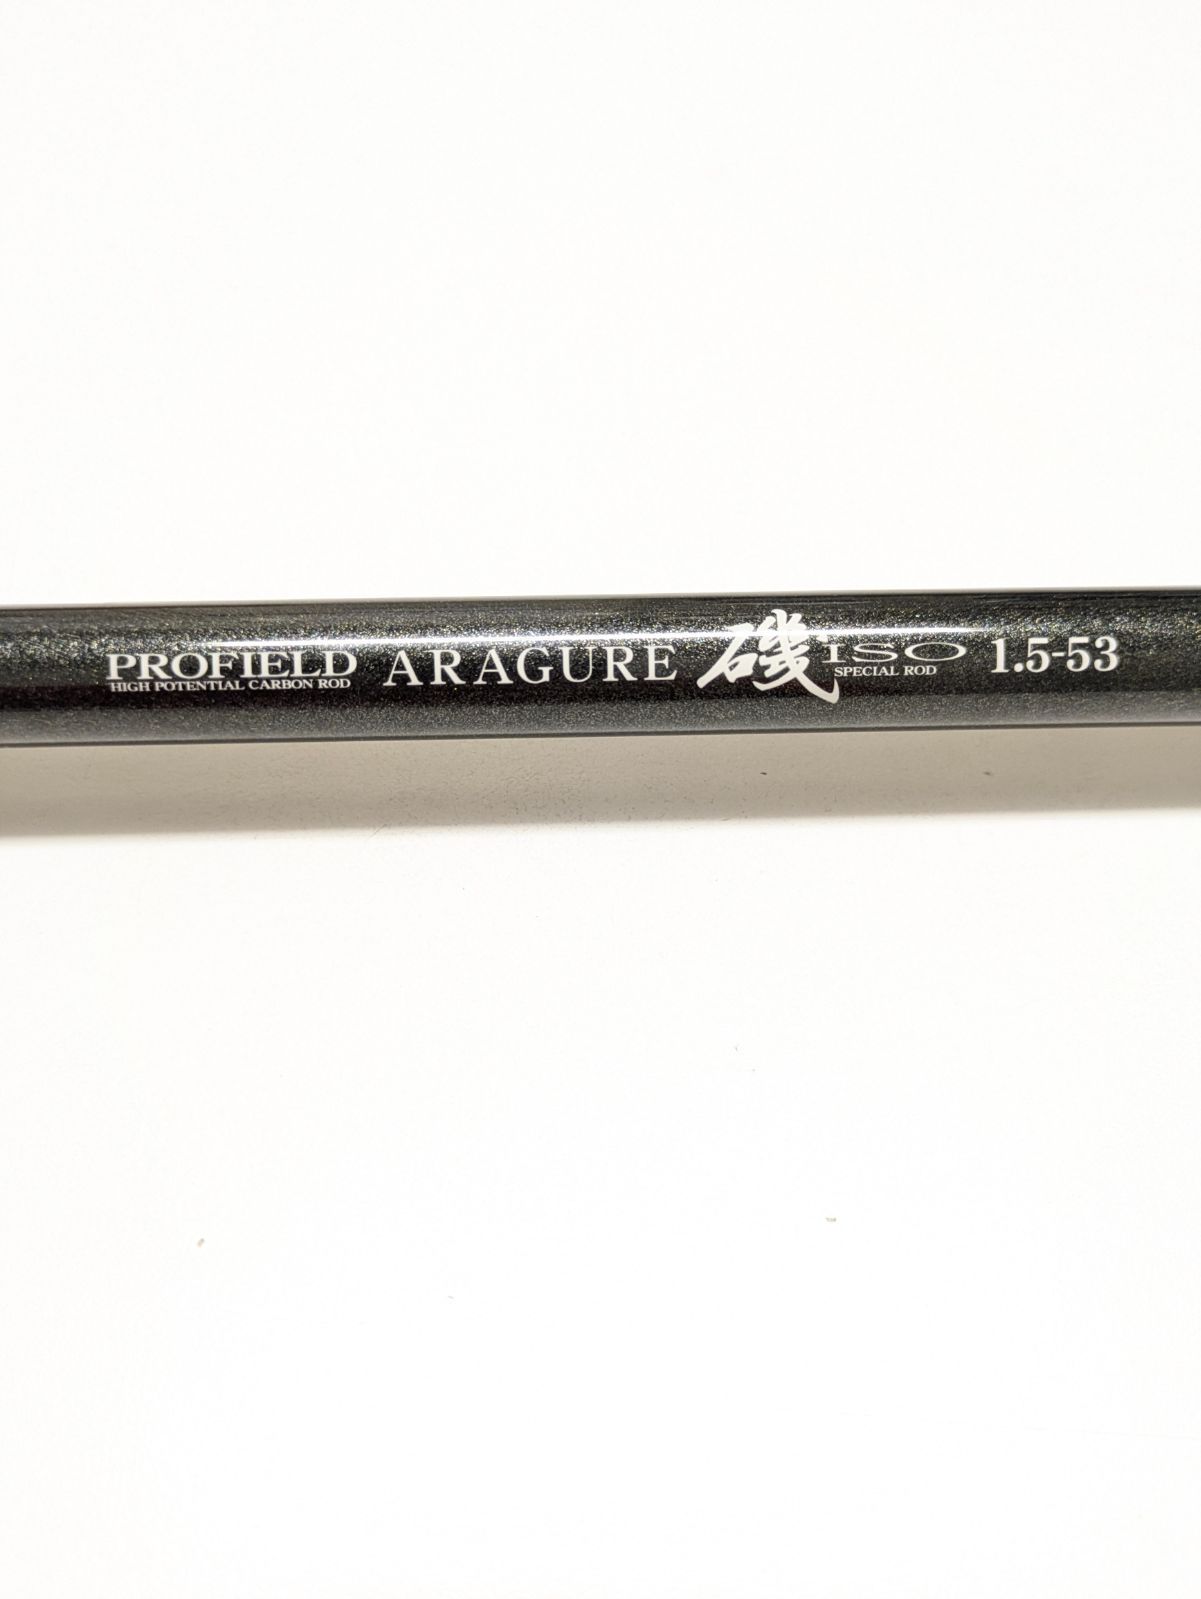 PROFIELD
HIGH POTENTIAL CARBON ROD
ARAGURE 磯 ISO
SPECIAL ROD
1.5-53